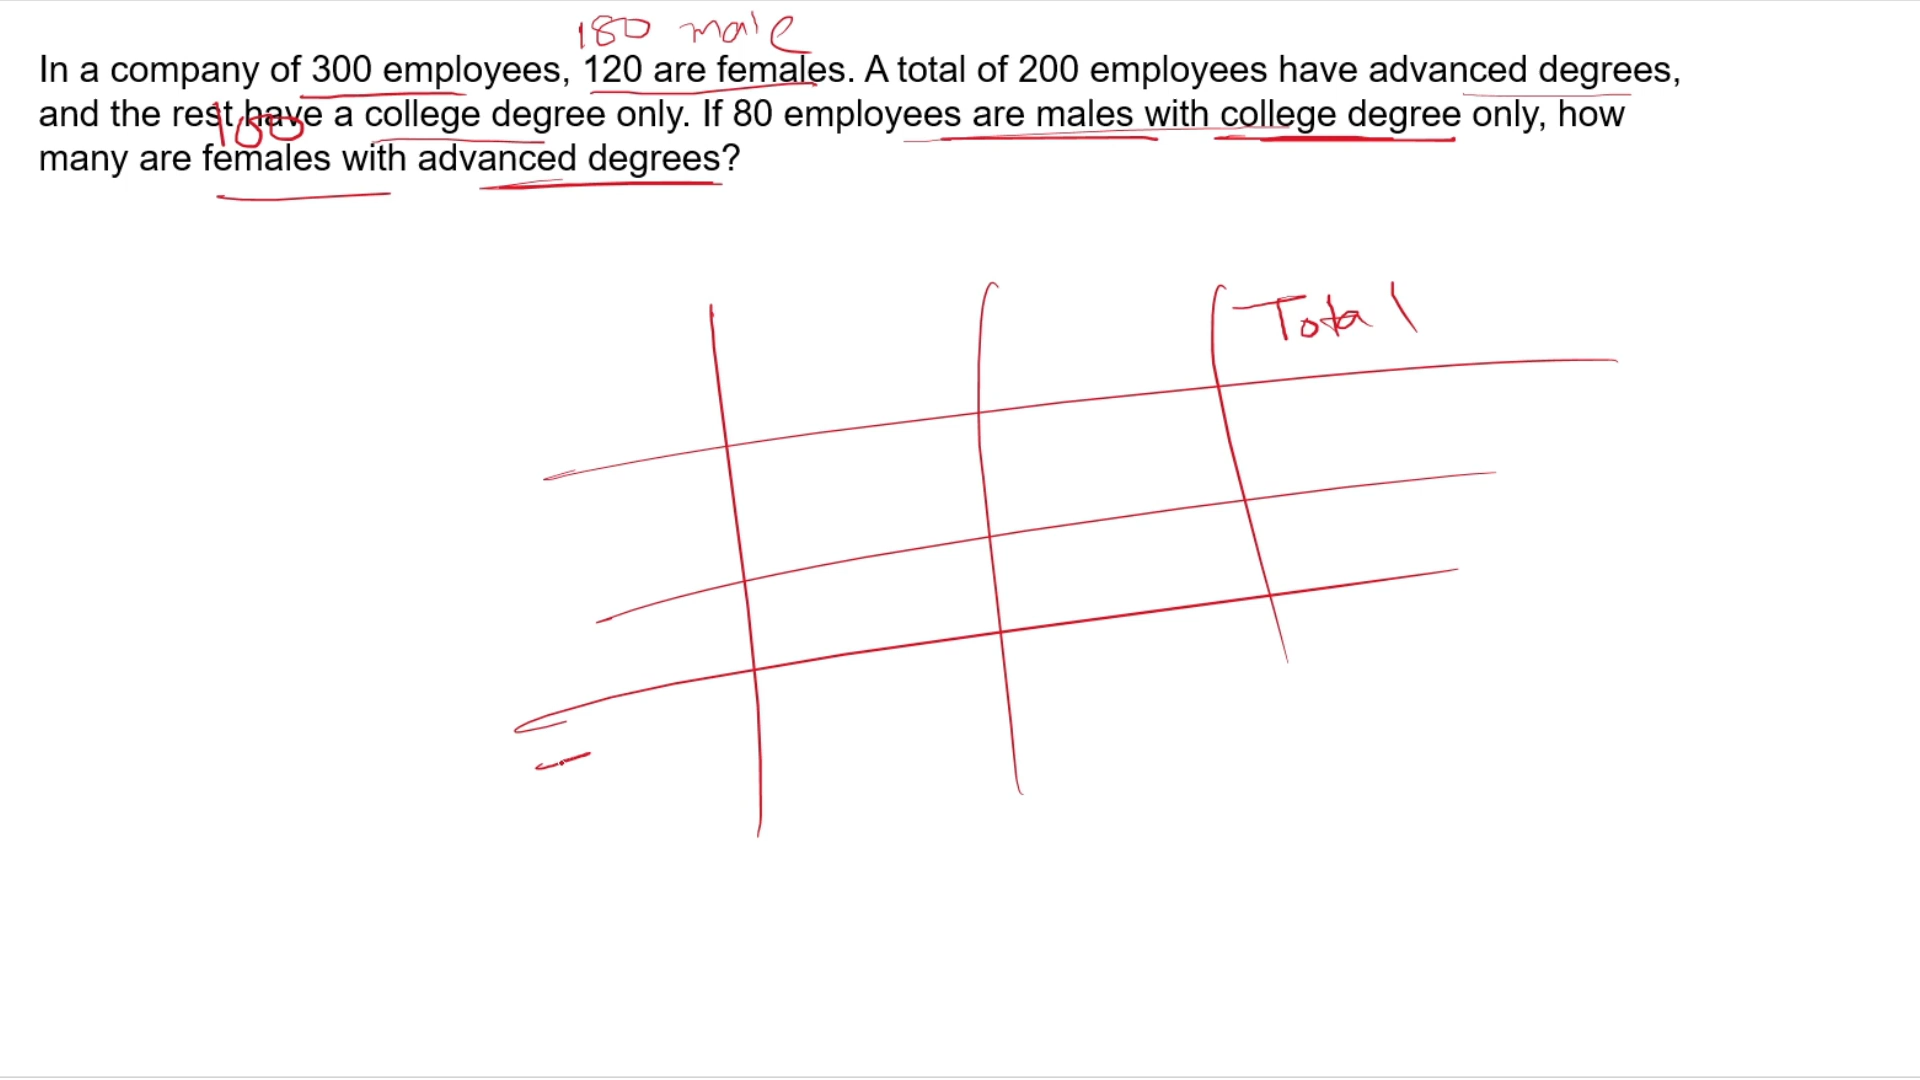 180 male
In a company of 300 employees, 120 are females. A total of 200 employees have advanced degrees,
and the rest have a college degree only. If 80 employees are males with college degree only, how
100
many are females with advanced degrees?
Total